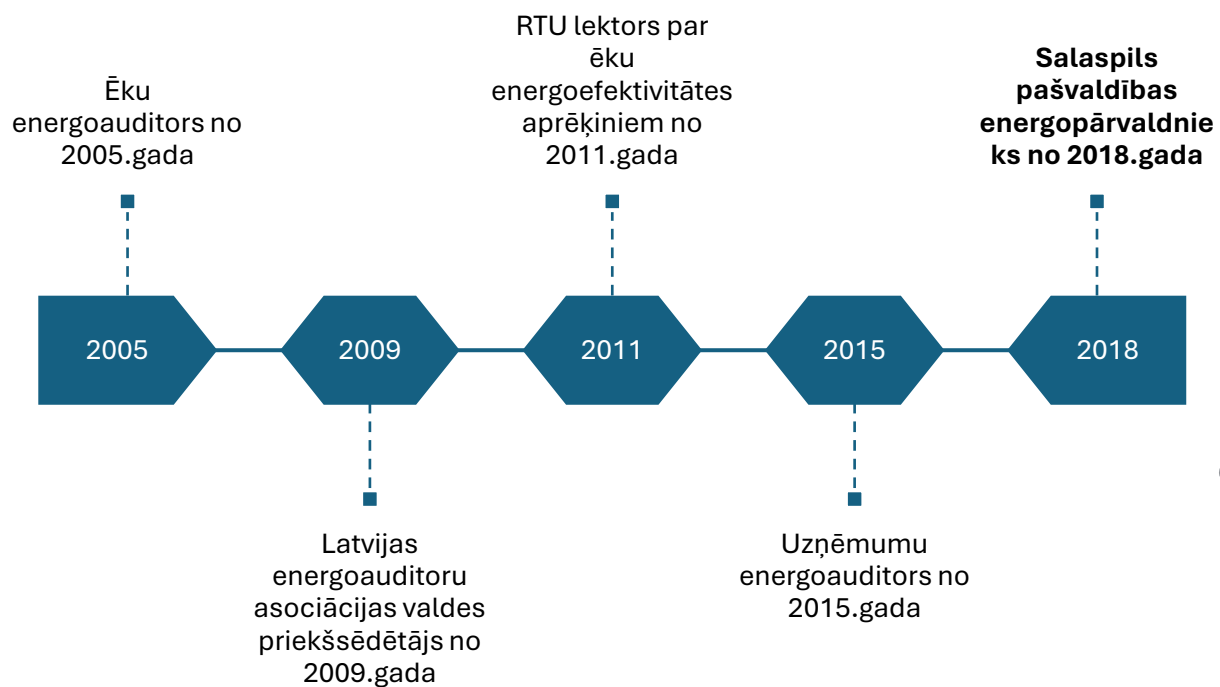 Ēku
energoauditors no
2005.gada
RTU lektors par
ēku
energoefektivitātes
aprēķiniem no
2011.gada
Salaspils
pašvaldības
energopārvaldnie
ks no 2018.gada
2005
2009
2011
2015
2018
Latvijas
energoauditoru
asociācijas valdes
priekšsēdētājs no
2009.gada
Uzņēmumu
energoauditors no
2015.gada